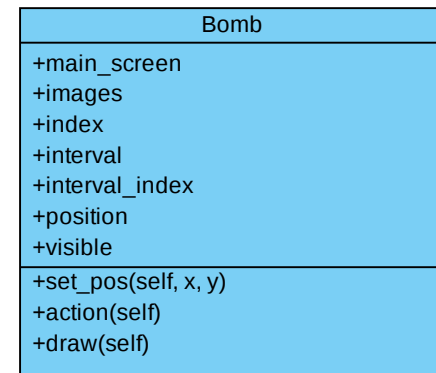 Bomb
+main_screen
+images
+index
+interval
+interval_index
+position
+visible
+set_pos(self, x, y)
+action(self)
+draw(self)